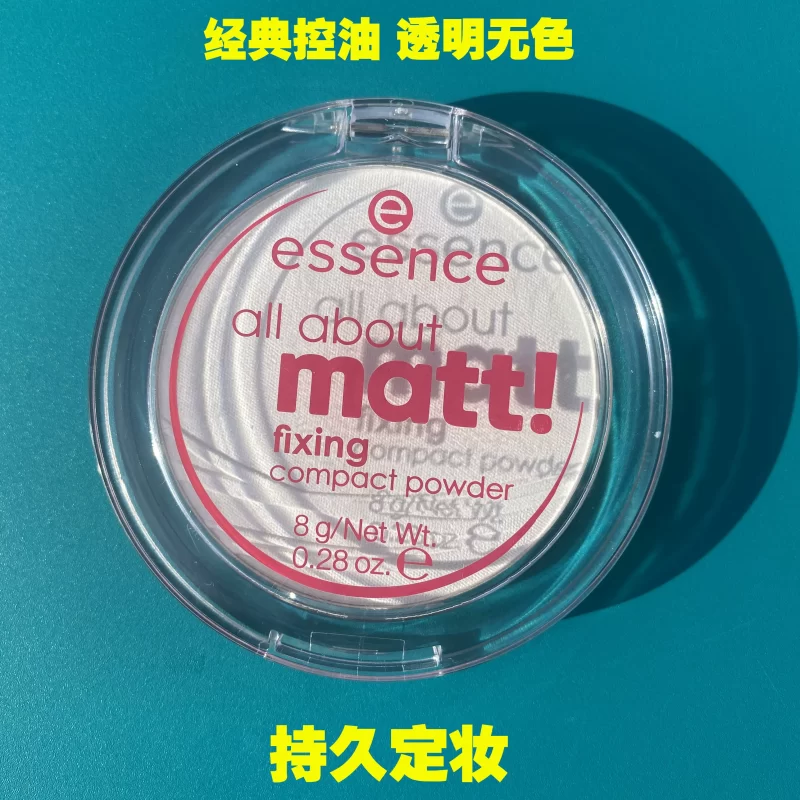 经典控油 透明无色
e
essence
all about
matt!
fixing
compact powder
8 g/Net Wt.
0.28 oz. ℮
持久定妆